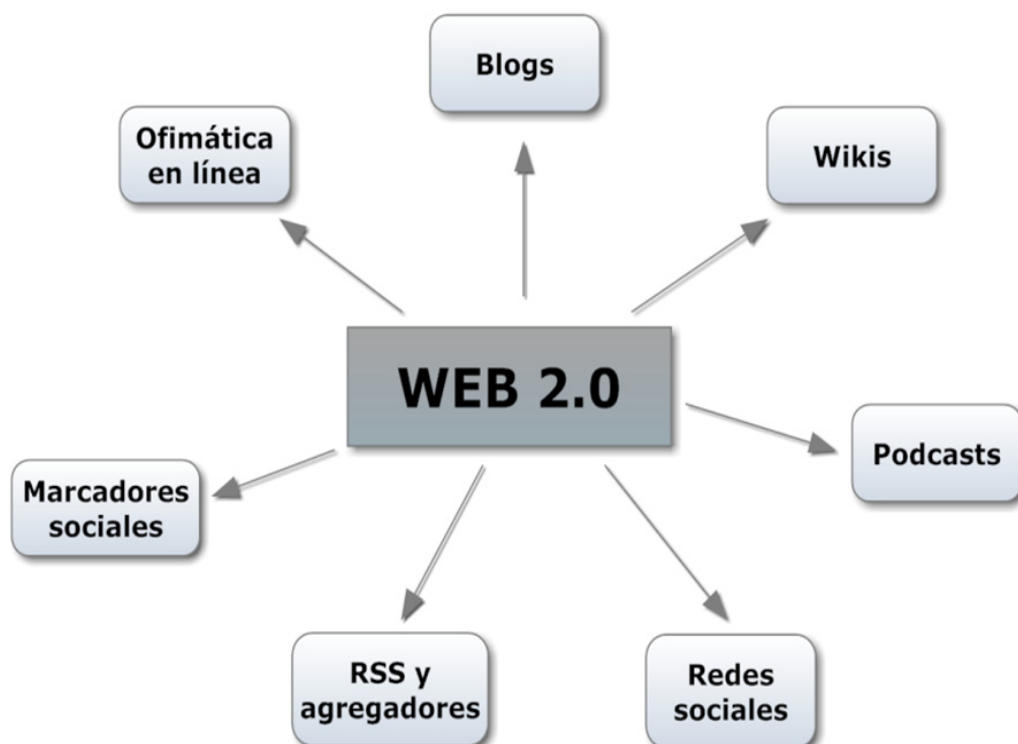 Blogs
Ofimática
en línea
Wikis
WEB 2.0
Podcasts
Marcadores
sociales
RSS y
agregadores
Redes
sociales